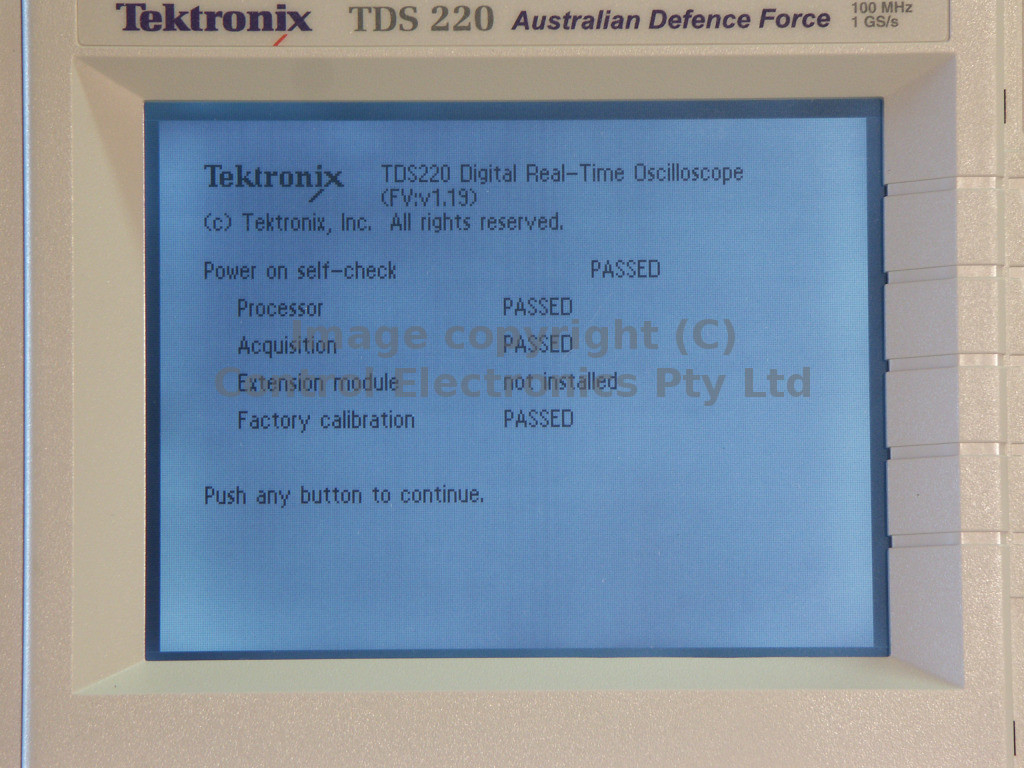 Tektronix TDS 220 Australian Defence Force 100 MHz
1 GS/s
Tektronix TDS220 Digital Real-Time Oscilloscope
(FV:v1.19)
(c) Tektronix, Inc. All rights reserved.
Power on self-check PASSED
Processor PASSED
Image copyright (C)
Acquisition PASSED
Extension module not installed
Control Electronics Pty Ltd
Factory calibration PASSED
Push any button to continue.